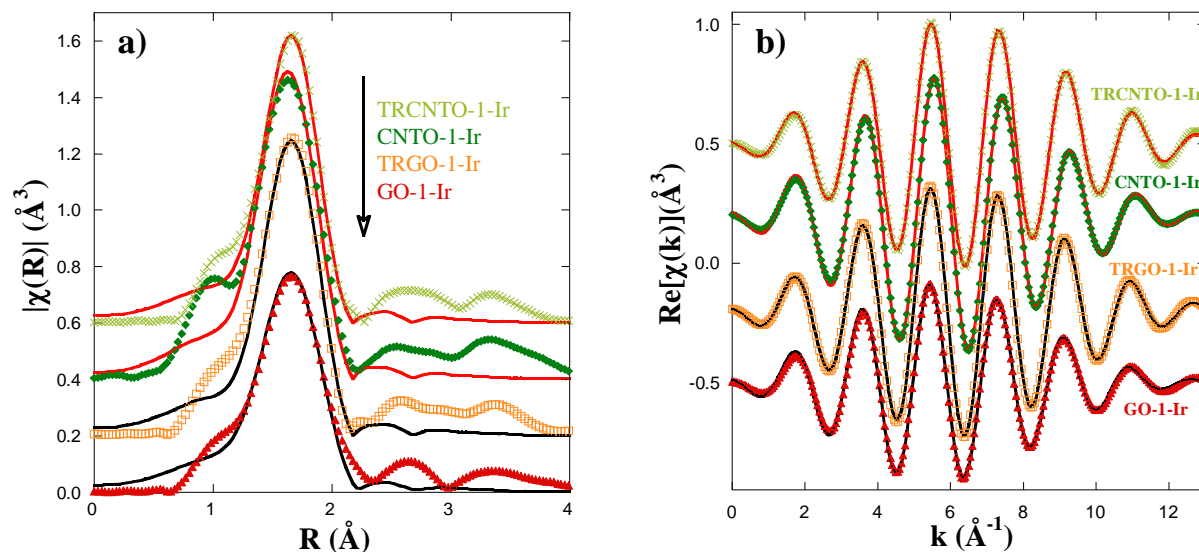 a)
1.6
1.4
1.2
1.0
0.8
0.6
0.4
0.2
0.0
|χ(R)| (Å³)
TRCNTO-1-Ir
CNTO-1-Ir
TRGO-1-Ir
GO-1-Ir
0 1 2 3 4
R (Å)
b)
1.0
0.5
0.0
-0.5
Re[χ(k)](Å³)
TRCNTO-1-Ir
CNTO-1-Ir
TRGO-1-Ir
GO-1-Ir
0 2 4 6 8 10 12
k (Å⁻¹)